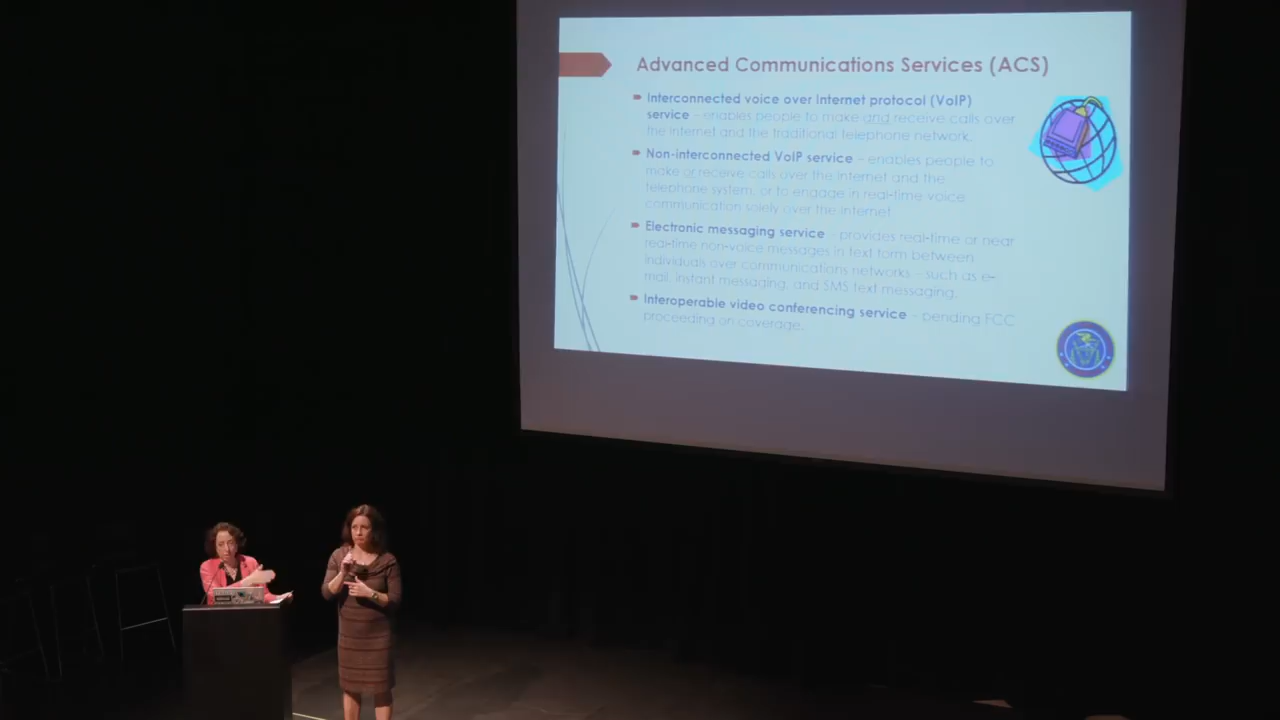 Advanced Communications Services (ACS)
Interconnected voice over Internet protocol (VoIP)
service – enables people to make and receive calls over
the Internet and the traditional telephone network.
Non-interconnected VoIP service – enables people to
make or receive calls over the Internet and the
telephone system, or to engage in real-time voice
communication solely over the Internet
Electronic messaging service – provides real-time or near
real-time non-voice messages in text form between
individuals over communications networks – such as e-
mail, instant messaging, and SMS text messaging.
Interoperable video conferencing service – pending FCC
proceeding on coverage.